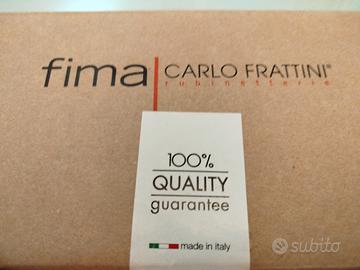 fima CARLO FRATTINI®
rubinetterie
100%
QUALITY
guarantee
made in italy
subito